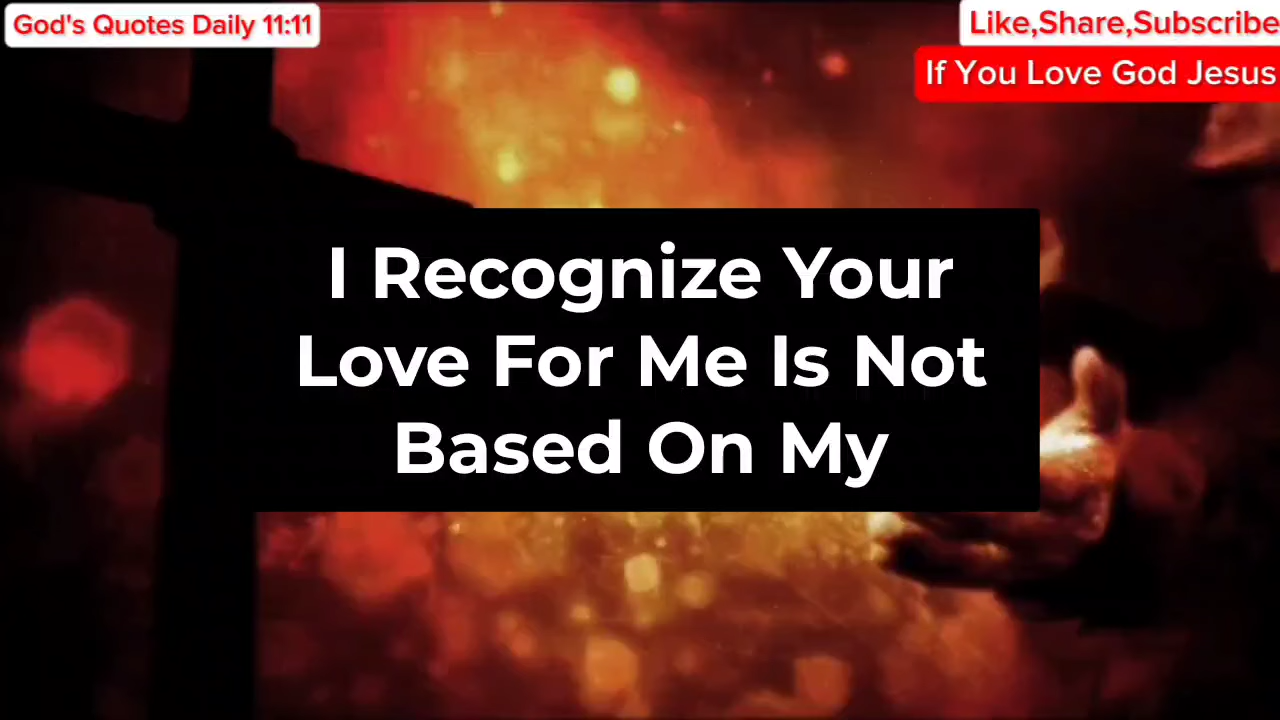 God's Quotes Daily 11:11
Like,Share,Subscribe
If You Love God Jesus
I Recognize Your
Love For Me Is Not
Based On My